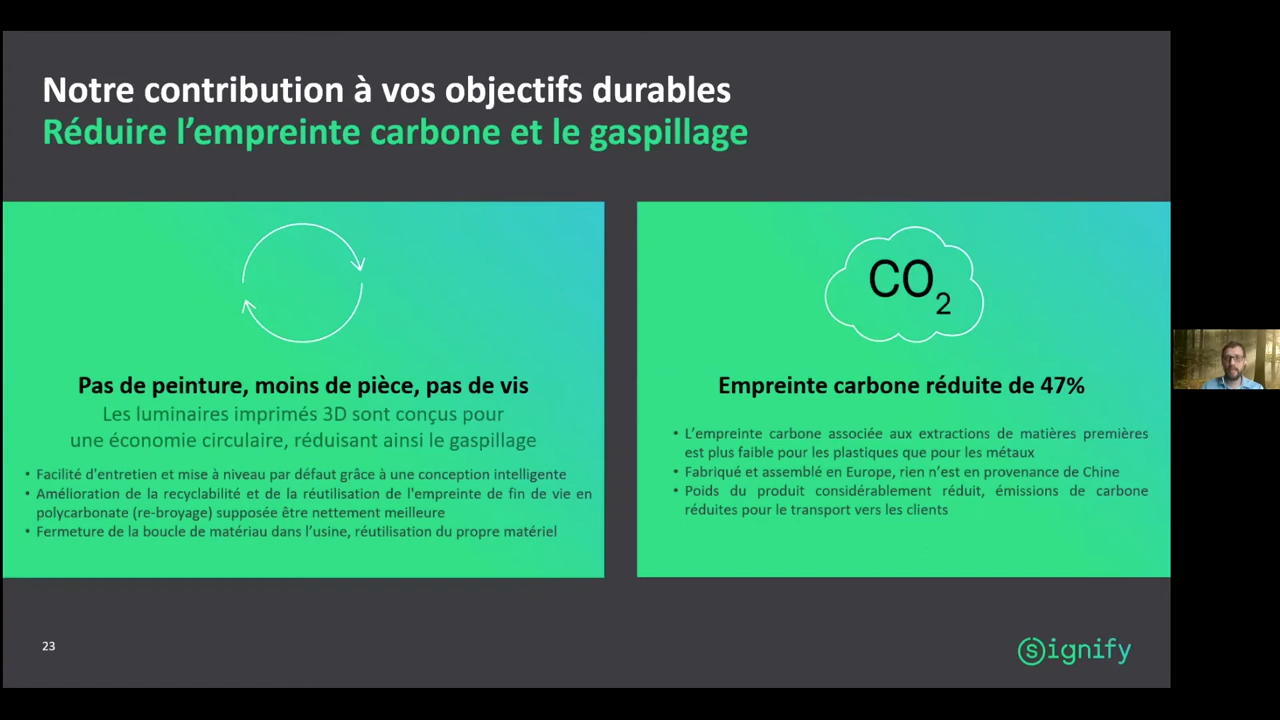 Notre contribution à vos objectifs durables
Réduire l’empreinte carbone et le gaspillage
Pas de peinture, moins de pièce, pas de vis
Les luminaires imprimés 3D sont conçus pour
une économie circulaire, réduisant ainsi le gaspillage
• Facilité d'entretien et mise à niveau par défaut grâce à une conception intelligente
• Amélioration de la recyclabilité et de la réutilisation de l'empreinte de fin de vie en
polycarbonate (re-broyage) supposée être nettement meilleure
• Fermeture de la boucle de matériau dans l’usine, réutilisation du propre matériel
CO2
Empreinte carbone réduite de 47%
• L’empreinte carbone associée aux extractions de matières premières
est plus faible pour les plastiques que pour les métaux
• Fabriqué et assemblé en Europe, rien n’est en provenance de Chine
• Poids du produit considérablement réduit, émissions de carbone
réduites pour le transport vers les clients
23
signify